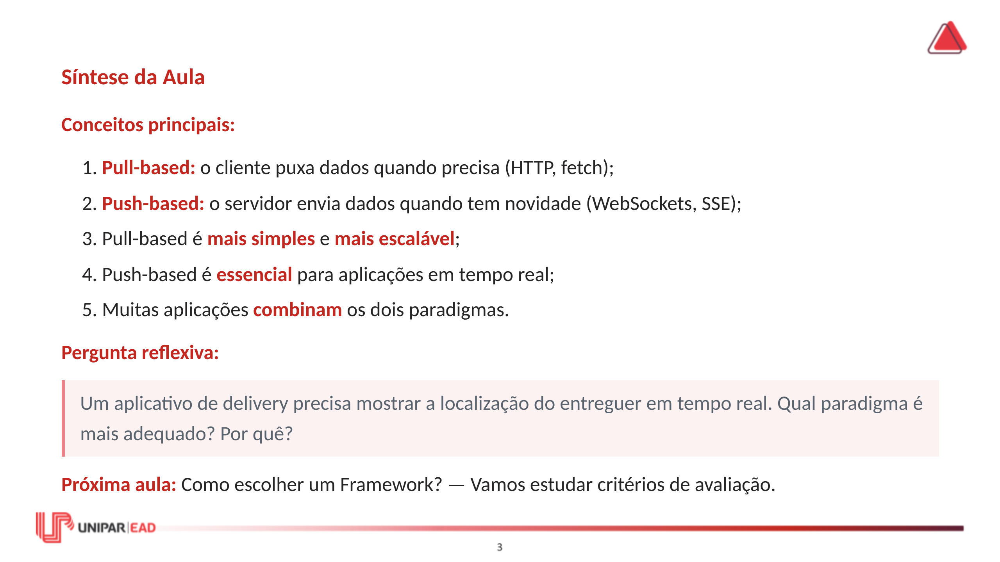 Síntese da Aula
Conceitos principais:
1. Pull-based: o cliente puxa dados quando precisa (HTTP, fetch);
2. Push-based: o servidor envia dados quando tem novidade (WebSockets, SSE);
3. Pull-based é mais simples e mais escalável;
4. Push-based é essencial para aplicações em tempo real;
5. Muitas aplicações combinam os dois paradigmas.
Pergunta reflexiva:
Um aplicativo de delivery precisa mostrar a localização do entreguer em tempo real. Qual paradigma é
mais adequado? Por quê?
Próxima aula: Como escolher um Framework? — Vamos estudar critérios de avaliação.
UNIPAR|EAD
3